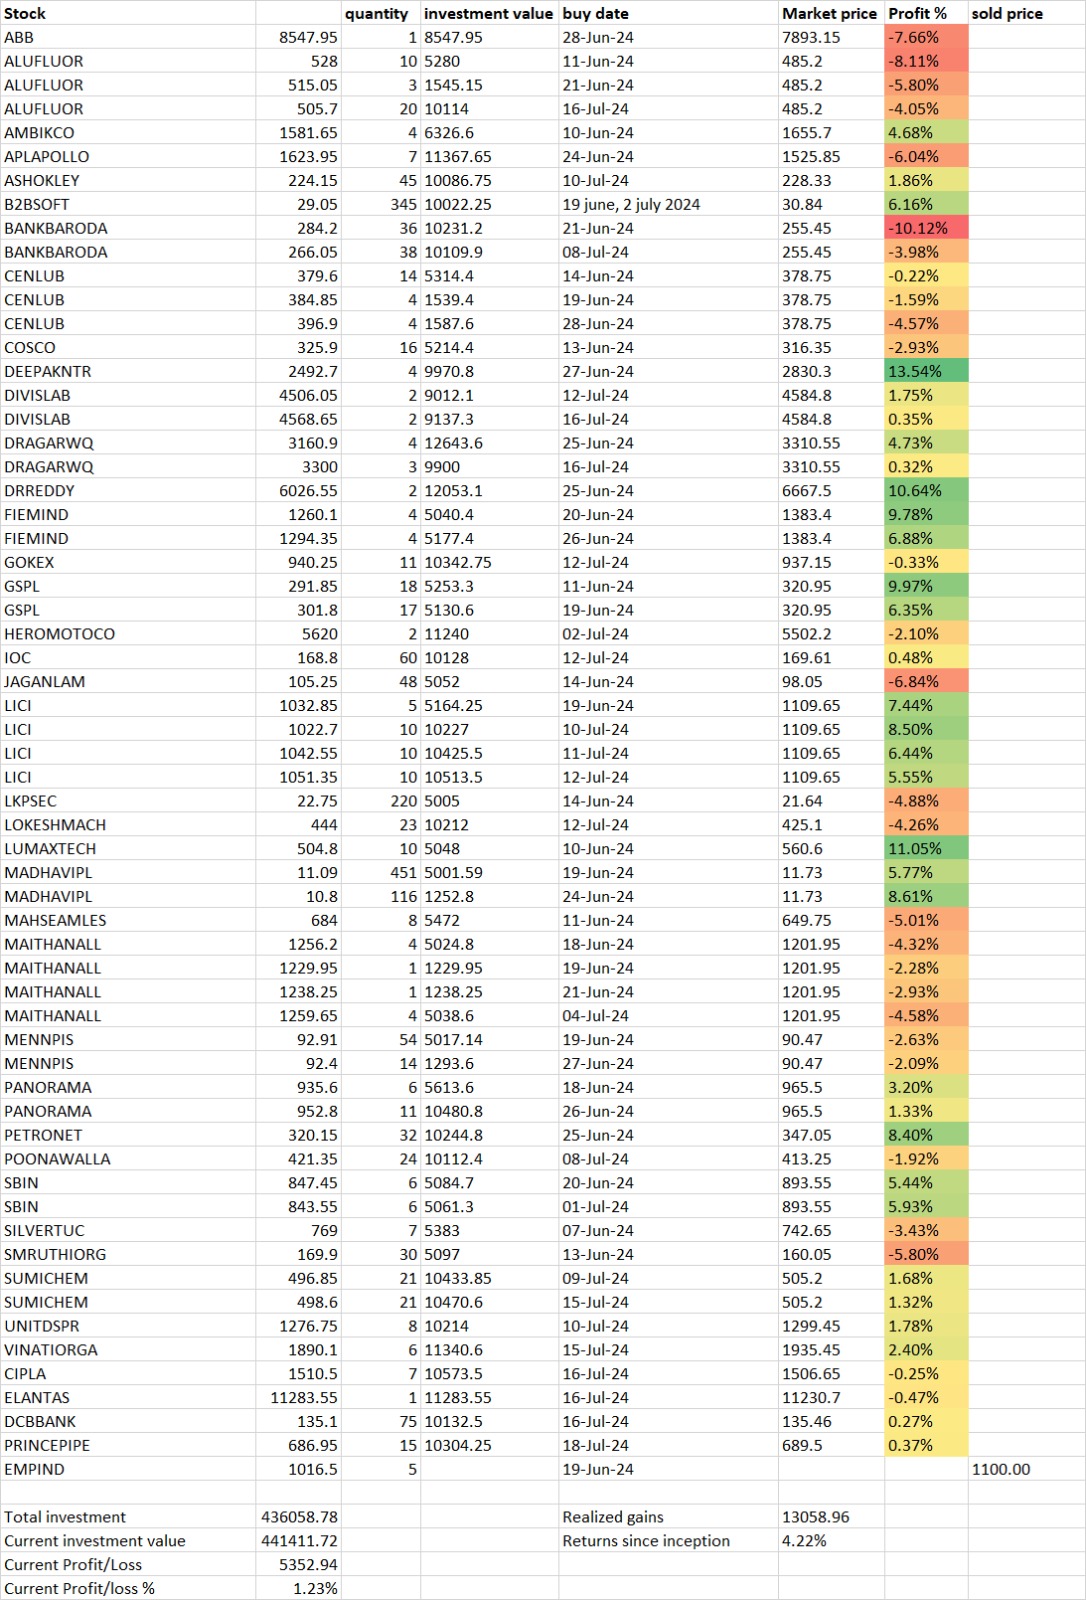 Stock quantity investment value buy date Market price Profit % sold price
ABB 8547.95 1 8547.95 28-Jun-24 7893.15 -7.66%
ALUFLUOR 528 10 5280 11-Jun-24 485.2 -8.11%
ALUFLUOR 515.05 3 1545.15 21-Jun-24 485.2 -5.80%
ALUFLUOR 505.7 20 10114 16-Jul-24 485.2 -4.05%
AMBIKCO 1581.65 4 6326.6 10-Jun-24 1655.7 4.68%
APLAPOLLO 1623.95 7 11367.65 24-Jun-24 1525.85 -6.04%
ASHOKLEY 224.15 45 10086.75 10-Jul-24 228.33 1.86%
B2BSOFT 29.05 345 10022.25 19 june, 2 july 2024 30.84 6.16%
BANKBARODA 284.2 36 10231.2 21-Jun-24 255.45 -10.12%
BANKBARODA 266.05 38 10109.9 08-Jul-24 255.45 -3.98%
CENLUB 379.6 14 5314.4 14-Jun-24 378.75 -0.22%
CENLUB 384.85 4 1539.4 19-Jun-24 378.75 -1.59%
CENLUB 396.9 4 1587.6 28-Jun-24 378.75 -4.57%
COSCO 325.9 16 5214.4 13-Jun-24 316.35 -2.93%
DEEPAKNTR 2492.7 4 9970.8 27-Jun-24 2830.3 13.54%
DIVISLAB 4506.05 2 9012.1 12-Jul-24 4584.8 1.75%
DIVISLAB 4568.65 2 9137.3 16-Jul-24 4584.8 0.35%
DRAGARWQ 3160.9 4 12643.6 25-Jun-24 3310.55 4.73%
DRAGARWQ 3300 3 9900 16-Jul-24 3310.55 0.32%
DRREDDY 6026.55 2 12053.1 25-Jun-24 6667.5 10.64%
FIEMIND 1260.1 4 5040.4 20-Jun-24 1383.4 9.78%
FIEMIND 1294.35 4 5177.4 26-Jun-24 1383.4 6.88%
GOKEX 940.25 11 10342.75 12-Jul-24 937.15 -0.33%
GSPL 291.85 18 5253.3 11-Jun-24 320.95 9.97%
GSPL 301.8 17 5130.6 19-Jun-24 320.95 6.35%
HEROMOTOCO 5620 2 11240 02-Jul-24 5502.2 -2.10%
IOC 168.8 60 10128 12-Jul-24 169.61 0.48%
JAGANLAM 105.25 48 5052 14-Jun-24 98.05 -6.84%
LICI 1032.85 5 5164.25 19-Jun-24 1109.65 7.44%
LICI 1022.7 10 10227 10-Jul-24 1109.65 8.50%
LICI 1042.55 10 10425.5 11-Jul-24 1109.65 6.44%
LICI 1051.35 10 10513.5 12-Jul-24 1109.65 5.55%
LKPSEC 22.75 220 5005 14-Jun-24 21.64 -4.88%
LOKESHMACH 444 23 10212 12-Jul-24 425.1 -4.26%
LUMAXTECH 504.8 10 5048 10-Jun-24 560.6 11.05%
MADHAVIPL 11.09 451 5001.59 19-Jun-24 11.73 5.77%
MADHAVIPL 10.8 116 1252.8 24-Jun-24 11.73 8.61%
MAHSEAMLES 684 8 5472 11-Jun-24 649.75 -5.01%
MAITHANALL 1256.2 4 5024.8 18-Jun-24 1201.95 -4.32%
MAITHANALL 1229.95 1 1229.95 19-Jun-24 1201.95 -2.28%
MAITHANALL 1238.25 1 1238.25 21-Jun-24 1201.95 -2.93%
MAITHANALL 1259.65 4 5038.6 04-Jul-24 1201.95 -4.58%
MENNPIS 92.91 54 5017.14 19-Jun-24 90.47 -2.63%
MENNPIS 92.4 14 1293.6 27-Jun-24 90.47 -2.09%
PANORAMA 935.6 6 5613.6 18-Jun-24 965.5 3.20%
PANORAMA 952.8 11 10480.8 26-Jun-24 965.5 1.33%
PETRONET 320.15 32 10244.8 25-Jun-24 347.05 8.40%
POONAWALLA 421.35 24 10112.4 08-Jul-24 413.25 -1.92%
SBIN 847.45 6 5084.7 20-Jun-24 893.55 5.44%
SBIN 843.55 6 5061.3 01-Jul-24 893.55 5.93%
SILVERTUC 769 7 5383 07-Jun-24 742.65 -3.43%
SMRUTHIORG 169.9 30 5097 13-Jun-24 160.05 -5.80%
SUMICHEM 496.85 21 10433.85 09-Jul-24 505.2 1.68%
SUMICHEM 498.6 21 10470.6 15-Jul-24 505.2 1.32%
UNITDSPR 1276.75 8 10214 10-Jul-24 1299.45 1.78%
VINATIORGA 1890.1 6 11340.6 15-Jul-24 1935.45 2.40%
CIPLA 1510.5 7 10573.5 16-Jul-24 1506.65 -0.25%
ELANTAS 11283.55 1 11283.55 16-Jul-24 11230.7 -0.47%
DCBBANK 135.1 75 10132.5 16-Jul-24 135.46 0.27%
PRINCEPIPE 686.95 15 10304.25 18-Jul-24 689.5 0.37%
EMPIND 1016.5 5 19-Jun-24 1100.00
Total investment 436058.78 Realized gains 13058.96
Current investment value 441411.72 Returns since inception 4.22%
Current Profit/Loss 5352.94
Current Profit/loss % 1.23%